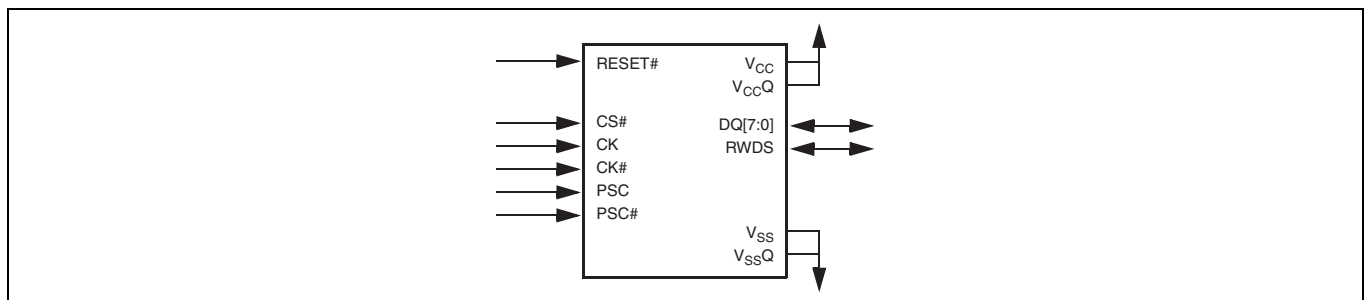 RESET#
CS#
CK
CK#
PSC
PSC#
VCC
VCCQ
DQ[7:0]
RWDS
VSS
VSSQ